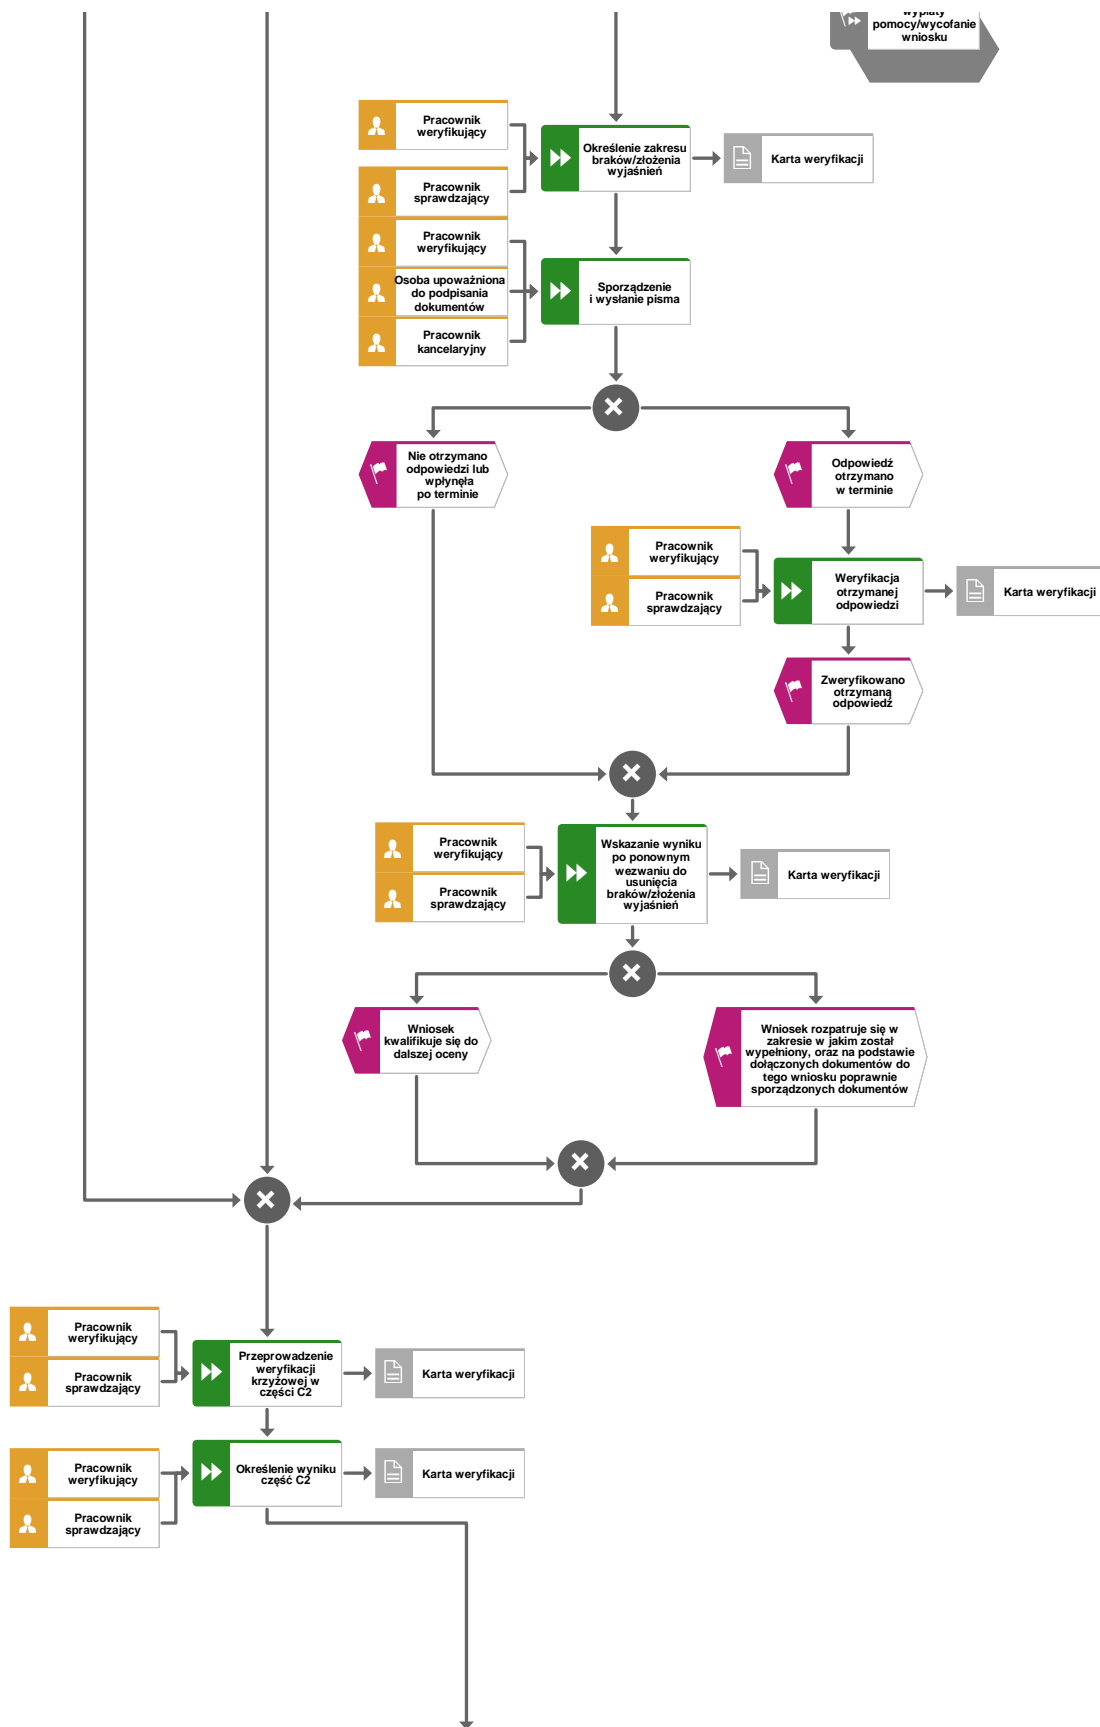 wypłaty
pomocy/wycofanie
wniosku
Pracownik
weryfikujący
Określenie zakresu
braków/złożenia
wyjaśnień
Karta weryfikacji
Pracownik
sprawdzający
Pracownik
weryfikujący
Osoba upoważniona
do podpisania
dokumentów
Sporządzenie
i wysłanie pisma
Pracownik
kancelaryjny
Nie otrzymano
odpowiedzi lub
wpłynęła
po terminie
Odpowiedź
otrzymano
w terminie
Pracownik
weryfikujący
Pracownik
sprawdzający
Weryfikacja
otrzymanej
odpowiedzi
Karta weryfikacji
Zweryfikowano
otrzymaną
odpowiedź
Pracownik
weryfikujący
Pracownik
sprawdzający
Wskazanie wyniku
po ponownym
wezwaniu do
usunięcia
braków/złożenia
wyjaśnień
Karta weryfikacji
Wniosek
kwalifikuje się do
dalszej oceny
Wniosek rozpatruje się w
zakresie w jakim został
wypełniony, oraz na podstawie
dołączonych dokumentów do
tego wniosku poprawnie
sporządzonych dokumentów
Pracownik
weryfikujący
Pracownik
sprawdzający
Przeprowadzenie
weryfikacji
krzyżowej w
części C2
Karta weryfikacji
Pracownik
weryfikujący
Pracownik
sprawdzający
Określenie wyniku
część C2
Karta weryfikacji